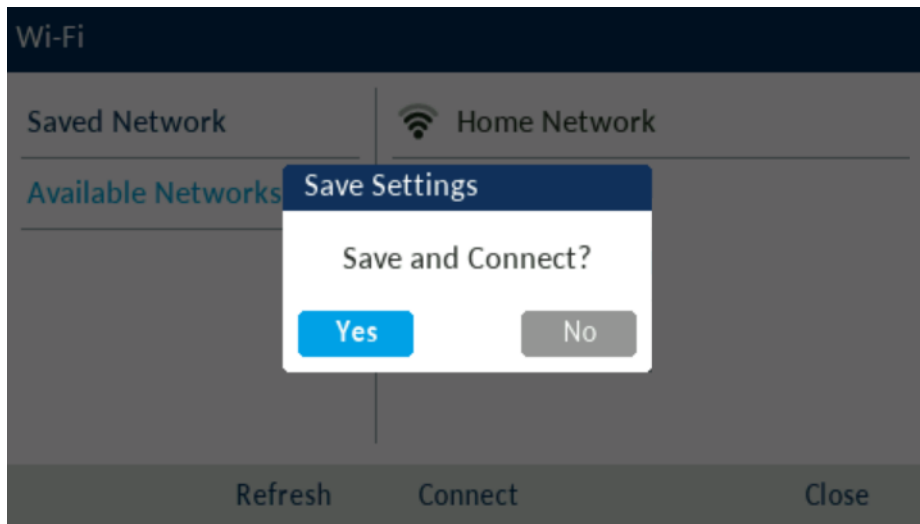 Wi-Fi
Saved Network
Home Network
Available Networks
Save Settings
Save and Connect?
Yes
No
Refresh
Connect
Close